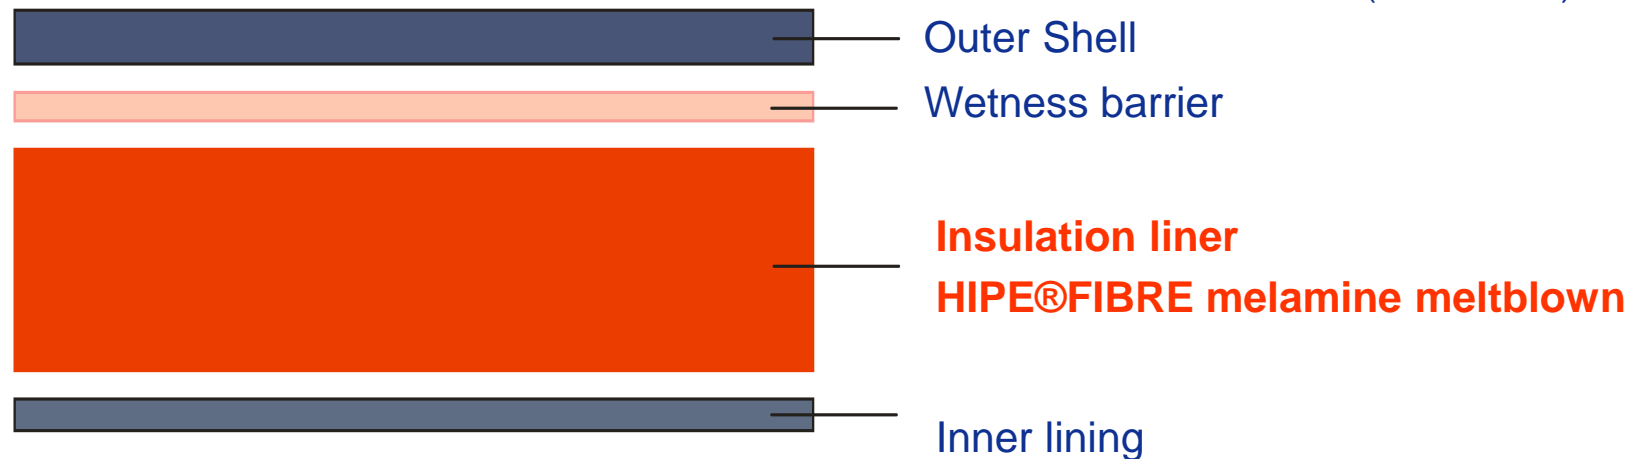 Outer Shell
Wetness barrier
Insulation liner
HIPE®FIBRE melamine meltblown
Inner lining